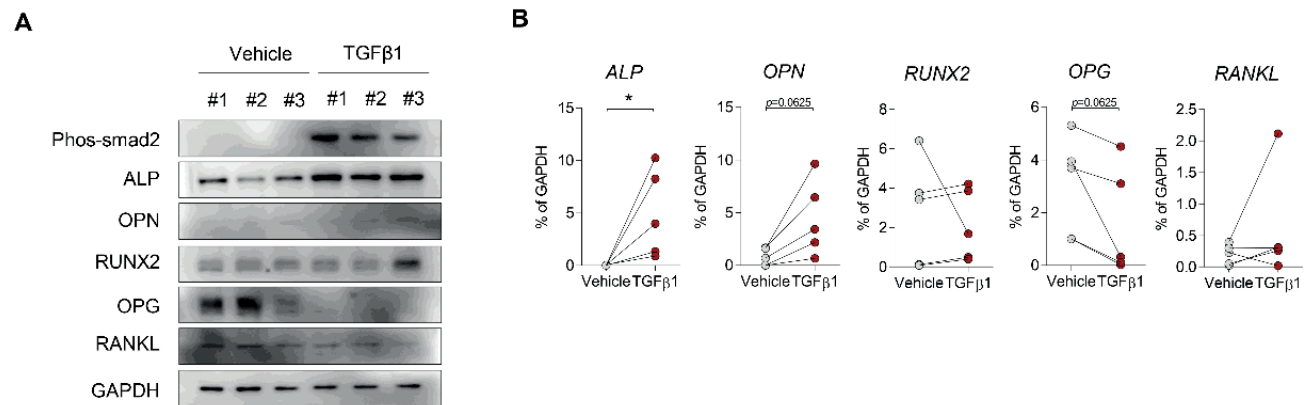 A
Vehicle TGFβ1
#1 #2 #3 #1 #2 #3
Phos-smad2
ALP
OPN
RUNX2
OPG
RANKL
GAPDH
B
ALP
% of GAPDH
15
10
5
0
*
Vehicle TGFβ1
OPN
% of GAPDH
15
10
5
0
p=0.0625
Vehicle TGFβ1
RUNX2
% of GAPDH
8
6
4
2
0
Vehicle TGFβ1
OPG
% of GAPDH
6
4
2
0
p=0.0625
Vehicle TGFβ1
RANKL
% of GAPDH
2.5
2.0
1.5
1.0
0.5
0.0
Vehicle TGFβ1